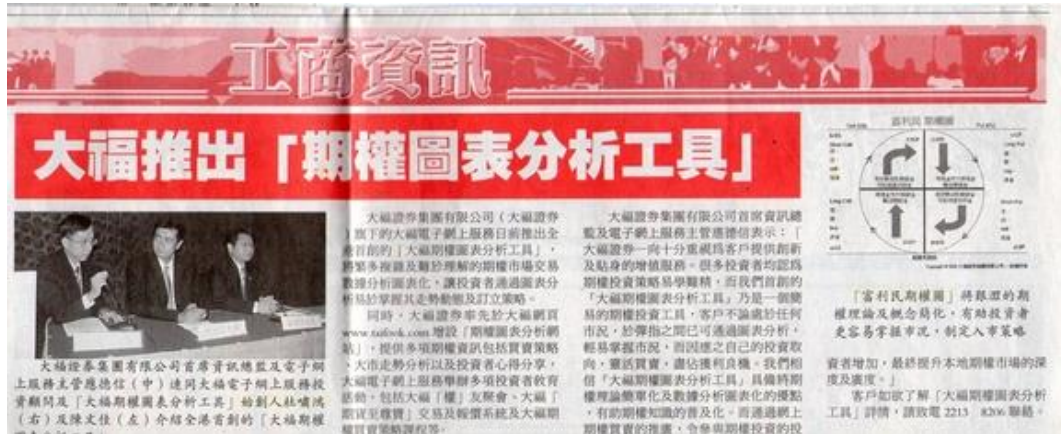 工商資訊
大福推出「期權圖表分析工具」
大福證券集團有限公司首席資訊總監及電子網
上服務主管應德信（中）連同大福電子網上服務投
資顧問及「大福期權圖表分析工具」始創人杜嘯鴻
（右）及陳文佳（左）介紹全港首創的「大福期權
大福證券集團有限公司（大福證券
）旗下的大福電子網上服務日前推出全
港首創的「大福期權圖表分析工具」，
將繁多複雜及難於理解的期權市場交易
數據分析圖表化，讓投資者通過圖表分
析易於掌握其走勢動態及訂立策略。
同時，大福證券率先於大福網頁
www.taifook.com 增設「期權圖表分析網
站」，提供多項期權資訊包括買賣策略
、大市走勢分析以及投資者心得分享，
大福電子網上服務舉辦多項投資者教育
活動，包括大福「權」友聚會、大福「
期貨至尊寶」交易及報價系統及大福期
權買賣策略課程等。
大福證券集團有限公司首席資訊總
監及電子網上服務主管應德信表示：「
大福證券一向十分重視為客戶提供創新
及貼身的增值服務。很多投資者均認為
期權投資策略易學難精，而我們首創的
「大福期權圖表分析工具」乃是一個簡
易的期權投資工具，客戶不論處於任何
市況，於彈指之間已可通過圖表分析，
輕易掌握市況，而因應之自己的投資取
向，靈活買賣，盡佔獲利良機。我們相
信「大福期權圖表分析工具」具備將期
權理論簡單化及數據分析圖表化的優點
，有助期權知識的普及化。而透過網上
期權買賣的推廣，令參與期權投資的投
富利民 期權圖
「富利民期權圖」將艱澀的期
權理論及概念簡化，有助投資者
更容易掌握市況，制定入市策略
資者增加，最終提升本地期權市場的深
度及廣度。」
客戶如欲了解「大福期權圖表分析
工具」詳情，請致電 2213 8206 聯絡。